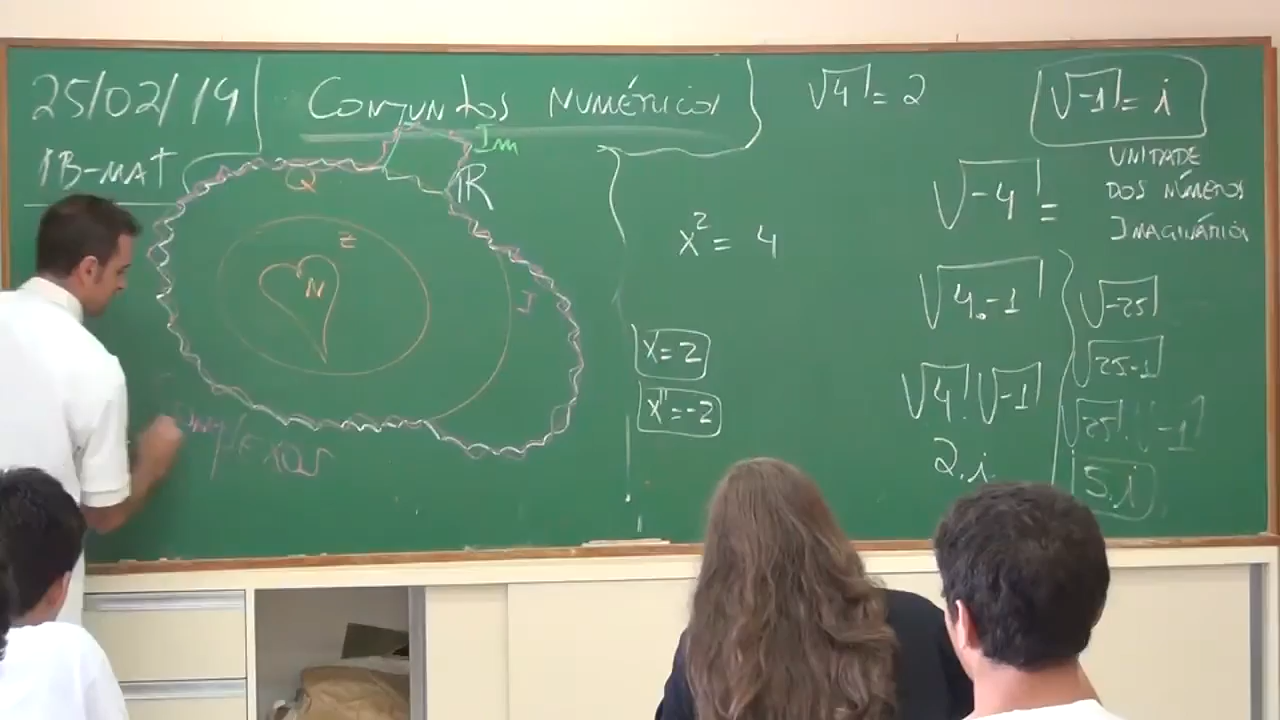 25/02/19
1B-MAT
Conjuntos Numéricos
Im
Q
R
Z
N
I
√4 = 2
x² = 4
x' = 2
x'' = -2
√-1 = i
UNIDADE
DOS NÚMEROS
IMAGINÁRIOS
√-4 =
√4.-1
√4.√-1
2.i
√-25
√25.-1
√25.√-1
5.i